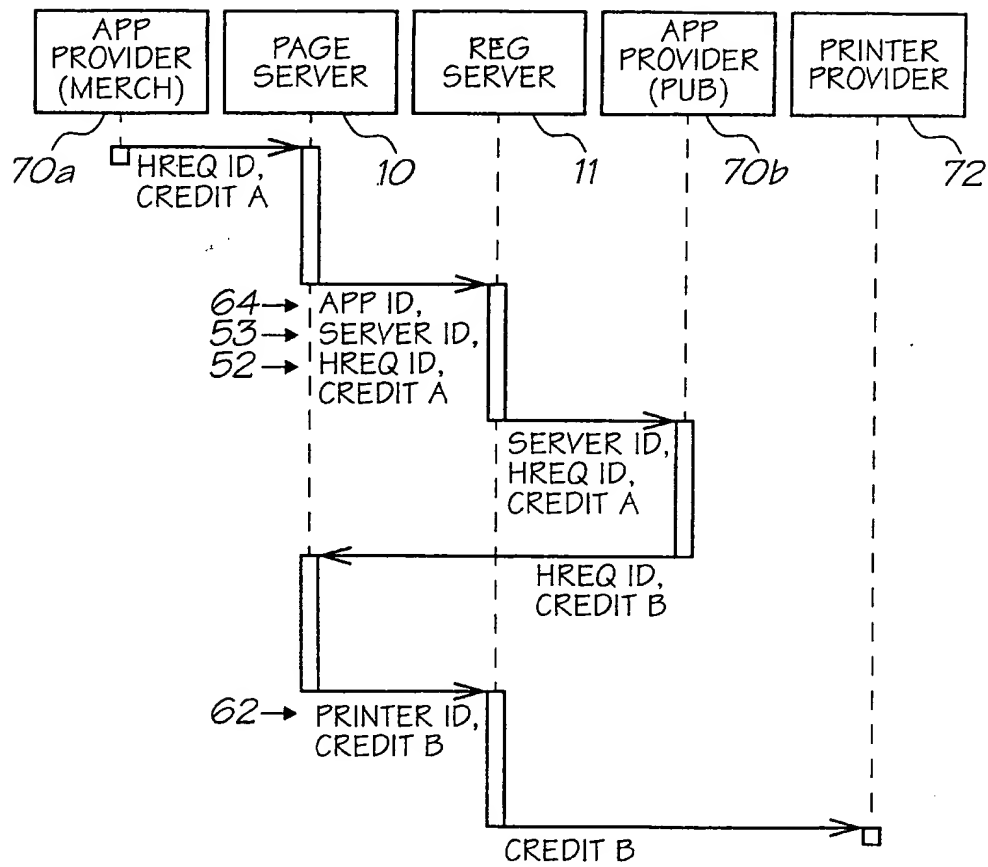 APP
PROVIDER
(MERCH)
PAGE
SERVER
REG
SERVER
APP
PROVIDER
(PUB)
PRINTER
PROVIDER
70a
10
11
70b
72
HREQ ID,
CREDIT A
64
APP ID,
53
SERVER ID,
52
HREQ ID,
CREDIT A
SERVER ID,
HREQ ID,
CREDIT A
HREQ ID,
CREDIT B
62
PRINTER ID,
CREDIT B
CREDIT B